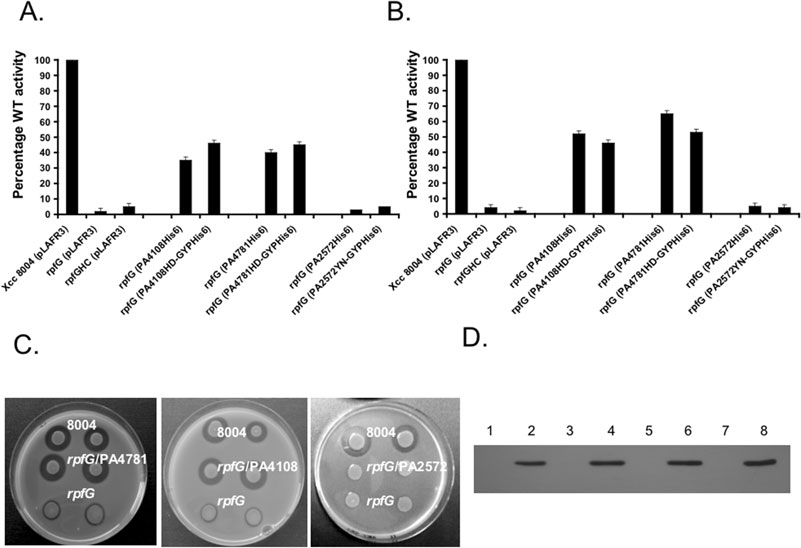 A.
Percentage WT activity
100
90
80
70
60
50
40
30
20
10
0
Xcc 8004 (pLAFR3)
rpfG (pLAFR3)
rpfGHC (pLAFR3)
rpfG (PA4108His6)
rpfG (PA4108HD-GYPHis6)
rpfG (PA4781His6)
rpfG (PA4781HD-GYPHis6)
rpfG (PA2572His6)
rpfG (PA2572YN-GYPHis6)
B.
Percentage WT activity
100
90
80
70
60
50
40
30
20
10
0
Xcc 8004 (pLAFR3)
rpfG (pLAFR3)
rpfGHC (pLAFR3)
rpfG (PA4108His6)
rpfG (PA4108HD-GYPHis6)
rpfG (PA4781His6)
rpfG (PA4781HD-GYPHis6)
rpfG (PA2572His6)
rpfG (PA2572YN-GYPHis6)
C.
8004
rpfG/PA4781
rpfG
8004
rpfG/PA4108
rpfG
8004
rpfG/PA2572
rpfG
D.
1 2 3 4 5 6 7 8